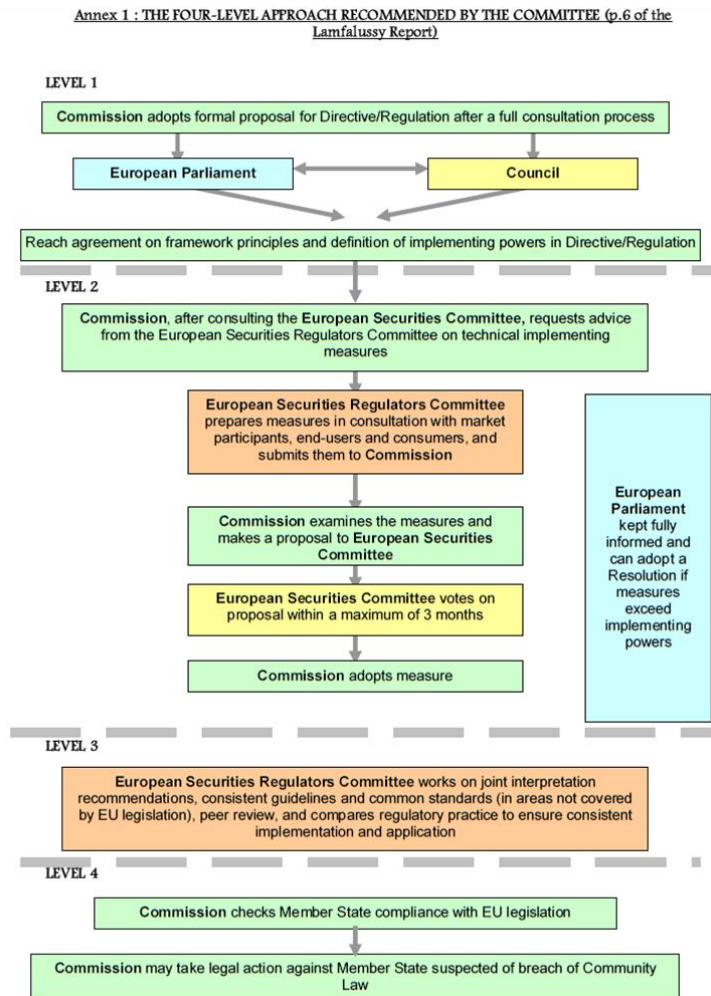 Annex 1 : THE FOUR-LEVEL APPROACH RECOMMENDED BY THE COMMITTEE (p.6 of the
Lamfalussy Report)
LEVEL 1
Commission adopts formal proposal for Directive/Regulation after a full consultation process
European Parliament
Council
Reach agreement on framework principles and definition of implementing powers in Directive/Regulation
LEVEL 2
Commission, after consulting the European Securities Committee, requests advice
from the European Securities Regulators Committee on technical implementing
measures
European Securities Regulators Committee
prepares measures in consultation with market
participants, end-users and consumers, and
submits them to Commission
Commission examines the measures and
makes a proposal to European Securities
Committee
European Securities Committee votes on
proposal within a maximum of 3 months
Commission adopts measure
European
Parliament
kept fully
informed and
can adopt a
Resolution if
measures
exceed
implementing
powers
LEVEL 3
European Securities Regulators Committee works on joint interpretation
recommendations, consistent guidelines and common standards (in areas not covered
by EU legislation), peer review, and compares regulatory practice to ensure consistent
implementation and application
LEVEL 4
Commission checks Member State compliance with EU legislation
Commission may take legal action against Member State suspected of breach of Community
Law